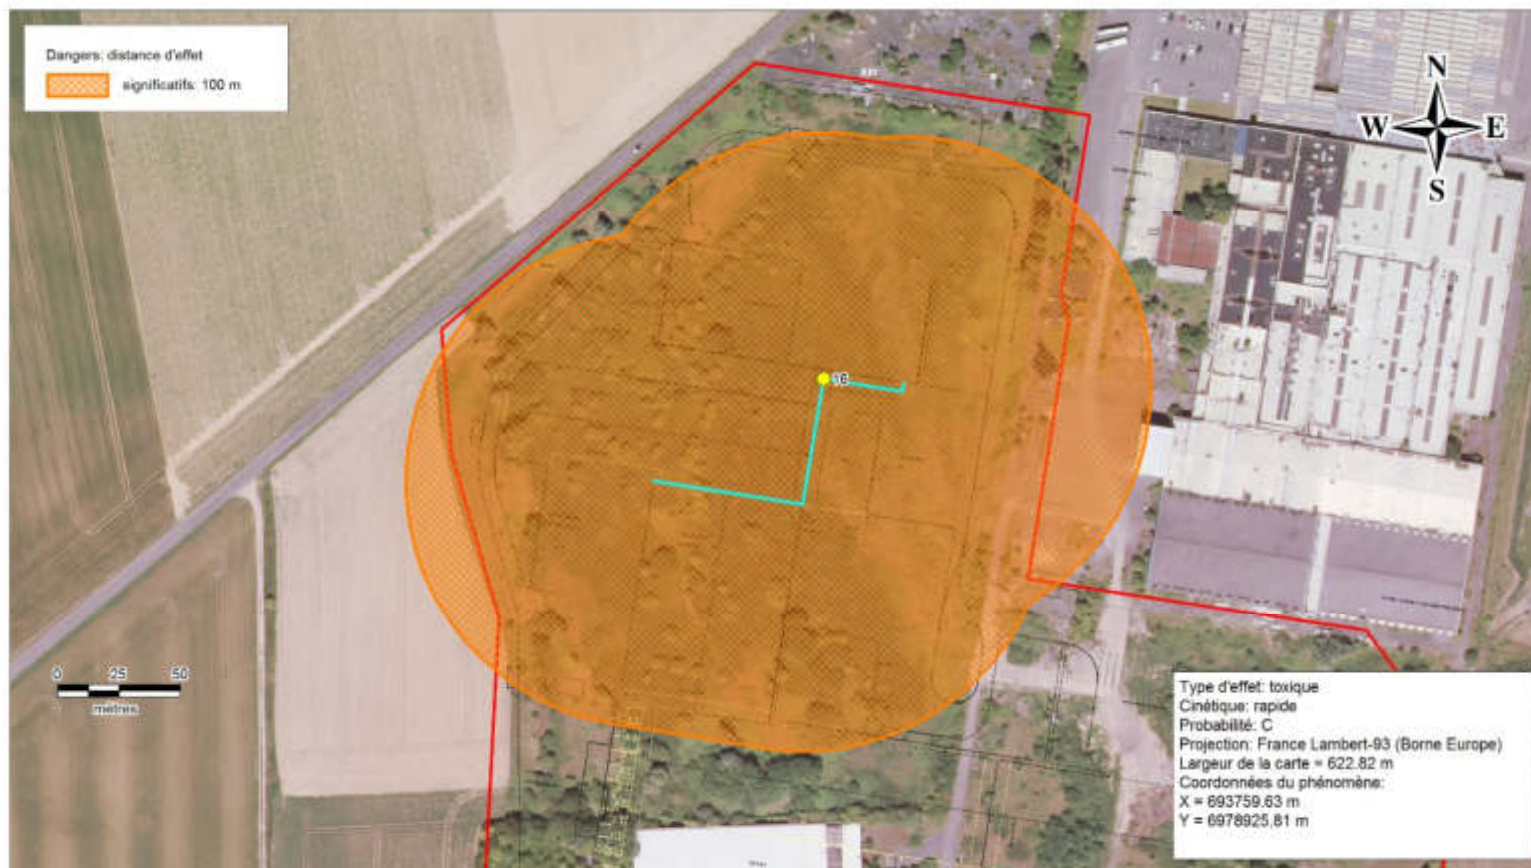 Dangers: distance d'effet
significatifs: 100 m
N
W
E
S
16
0 25 50
mètres
Type d'effet: toxique
Cinétique: rapide
Probabilité: C
Projection: France Lambert-93 (Borne Europe)
Largeur de la carte = 622.82 m
Coordonnées du phénomène:
X = 693759.63 m
Y = 6978925.81 m